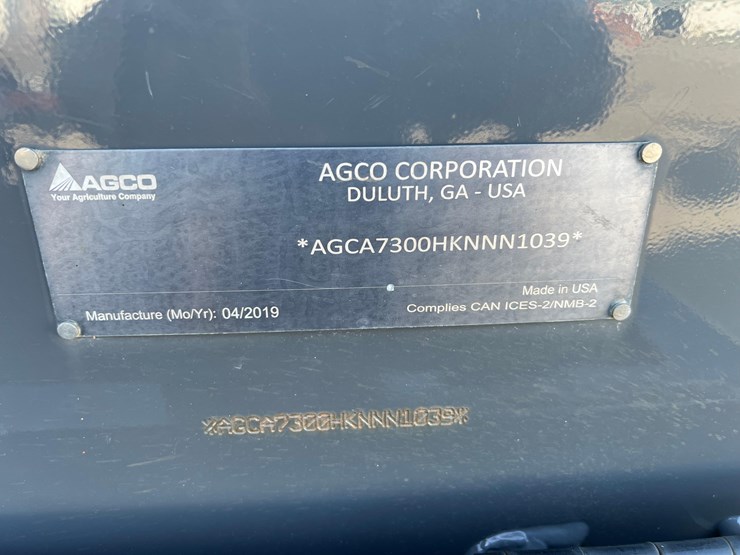 AGCO
Your Agriculture Company
AGCO CORPORATION
DULUTH, GA - USA
*AGCA7300HKNNN1039*
Made in USA
Manufacture (Mo/Yr): 04/2019
Complies CAN ICES-2/NMB-2
*AGCA7300HKNNN1039*